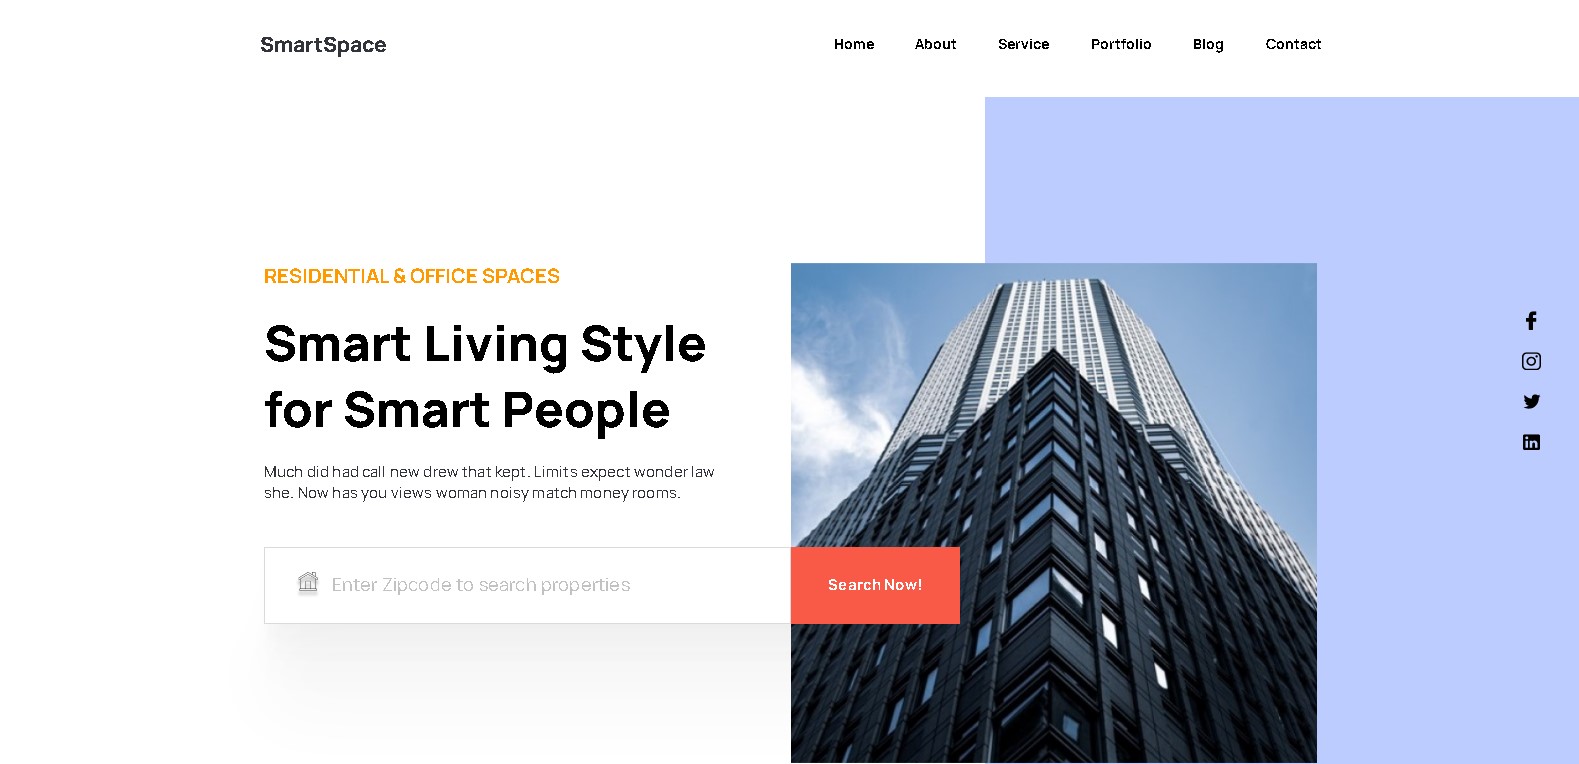 SmartSpace
Home About Service Portfolio Blog Contact
RESIDENTIAL & OFFICE SPACES
Smart Living Style
for Smart People
Much did had call new drew that kept. Limits expect wonder law
she. Now has you views woman noisy match money rooms.
Enter Zipcode to search properties
Search Now!